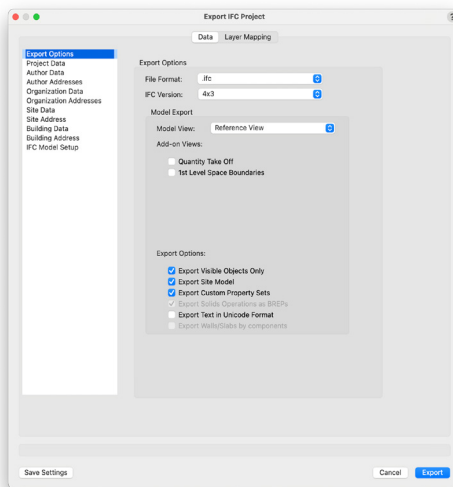 Export IFC Project
?
Data Layer Mapping
Export Options
Project Data
Author Data
Author Addresses
Organization Data
Organization Addresses
Site Data
Site Address
Building Data
Building Address
IFC Model Setup
Export Options
File Format: .ifc
IFC Version: 4x3
Model Export
Model View: Reference View
Add-on Views:
Quantity Take Off
1st Level Space Boundaries
Export Options:
Export Visible Objects Only
Export Site Model
Export Custom Property Sets
Export Solids Operations as BREPs
Export Text in Unicode Format
Export Walls/Slabs by components
Save Settings Cancel Export